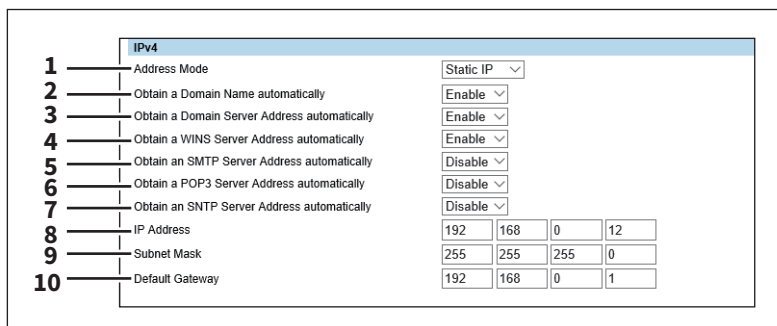 IPv4
1 Address Mode Static IP
2 Obtain a Domain Name automatically Enable
3 Obtain a Domain Server Address automatically Enable
4 Obtain a WINS Server Address automatically Enable
5 Obtain an SMTP Server Address automatically Disable
6 Obtain a POP3 Server Address automatically Disable
7 Obtain an SNTP Server Address automatically Disable
8 IP Address 192 168 0 12
9 Subnet Mask 255 255 255 0
10 Default Gateway 192 168 0 1